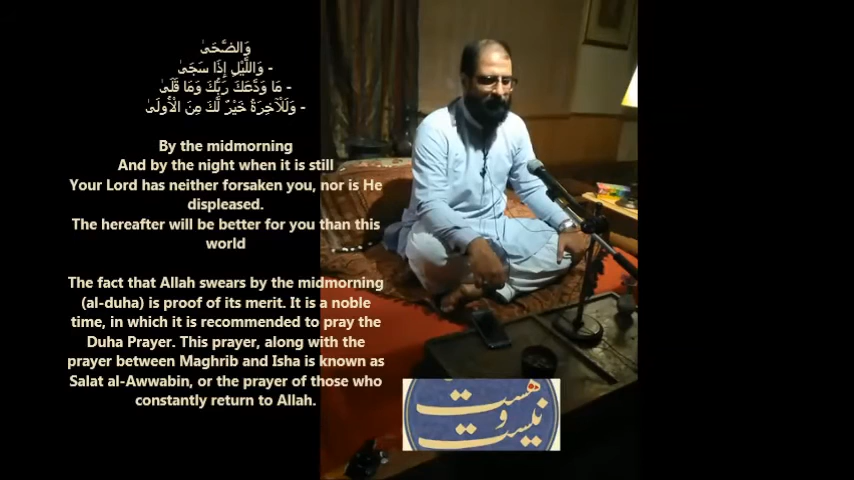 وَالضَّحَىٰ
- وَاللَّيْلِ إِذَا سَجَىٰ
- مَا وَدَّعَكَ رَبُّكَ وَمَا قَلَىٰ
- وَلَلْآخِرَةُ خَيْرٌ لَّكَ مِنَ الْأُولَىٰ
By the midmorning
And by the night when it is still
Your Lord has neither forsaken you, nor is He
displeased.
The hereafter will be better for you than this
world
The fact that Allah swears by the midmorning
(al-duha) is proof of its merit. It is a noble
time, in which it is recommended to pray the
Duha Prayer. This prayer, along with the
prayer between Maghrib and Isha is known as
Salat al-Awwabin, or the prayer of those who
constantly return to Allah.
هست
و
نیست